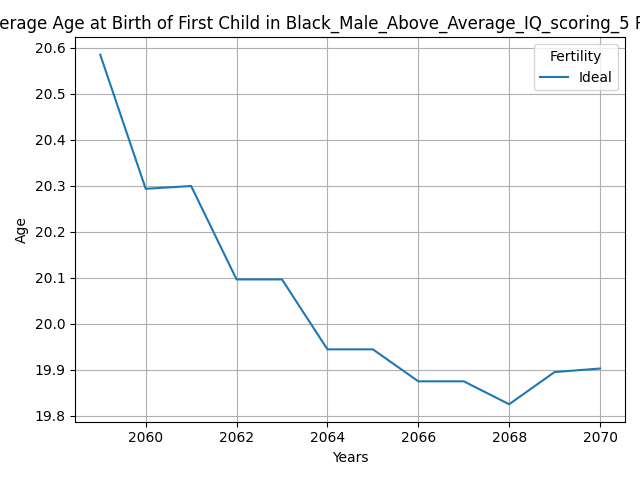 erage Age at Birth of First Child in Black_Male_Above_Average_IQ_scoring_5
Fertility
Ideal
20.6
20.5
20.4
20.3
20.2
20.1
20.0
19.9
19.8
Age
2060 2062 2064 2066 2068 2070
Years